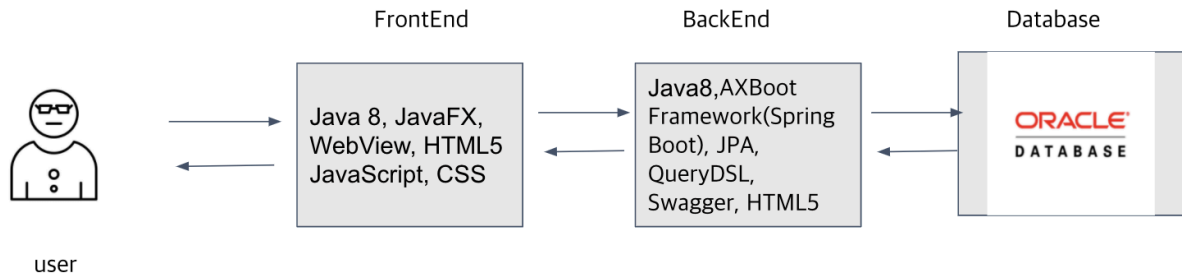 FrontEnd
BackEnd
Database
Java 8, JavaFX,
WebView, HTML5
JavaScript, CSS
Java8,AXBoot
Framework(Spring
Boot), JPA,
QueryDSL,
Swagger, HTML5
ORACLE®
DATABASE
user